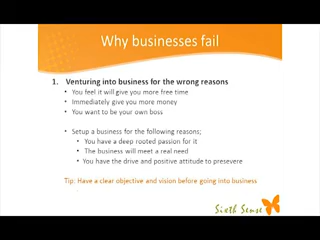 Why businesses fail
1. Venturing into business for the wrong reasons
• You feel it will give you more free time
• Immediately give you more money
• You want to be your own boss
• Setup a business for the following reasons;
• You have a deep rooted passion for it
• The business will meet a real need
• You have the drive and positive attitude to presevere
Tip: Have a clear objective and vision before going into business
Sixth Sense